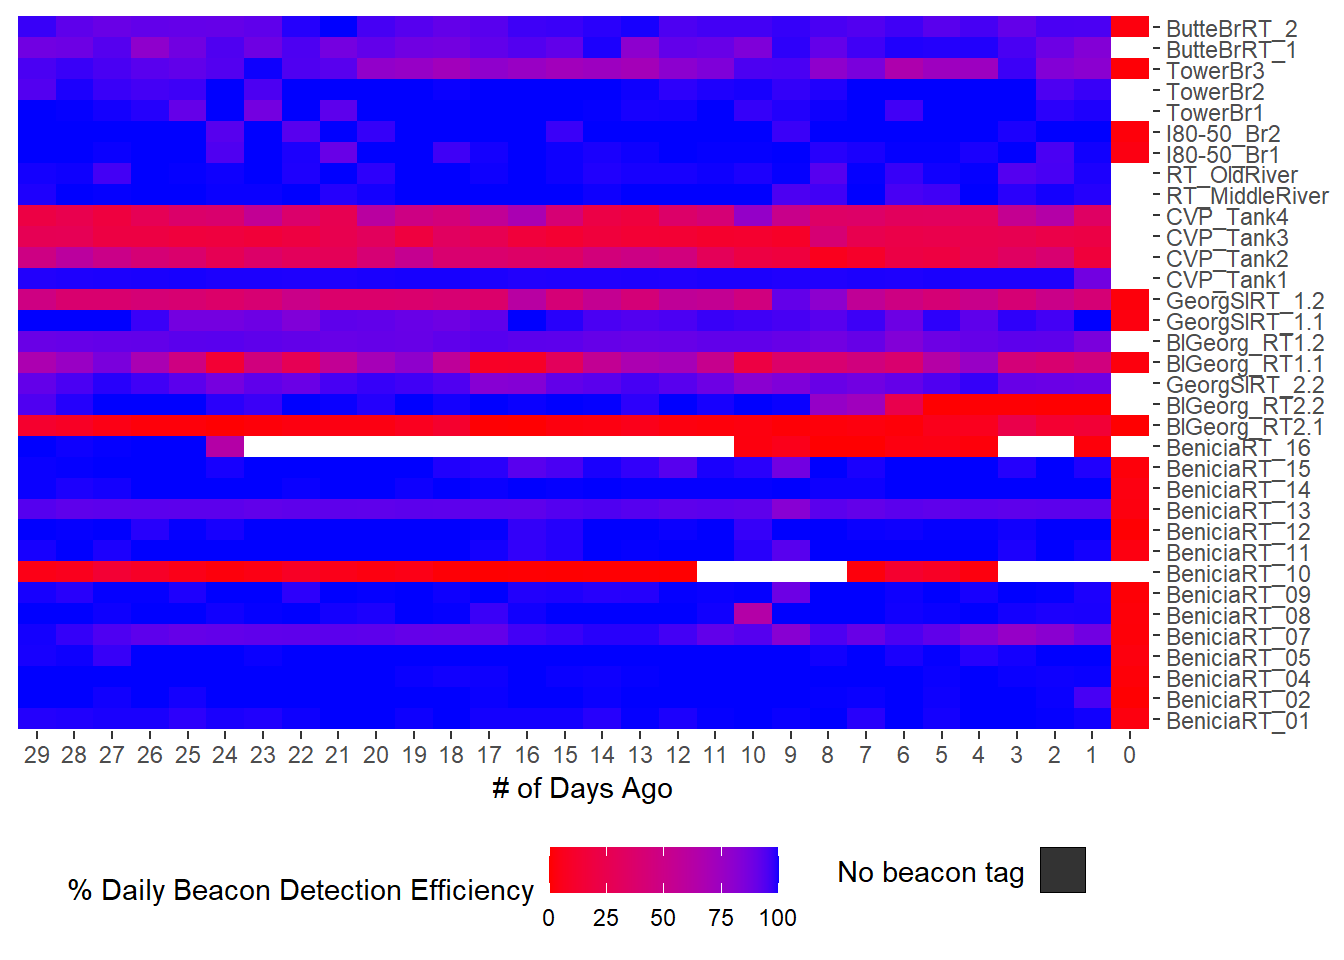 ButteBrRT_2
ButteBrRT_1
TowerBr3
TowerBr2
TowerBr1
I80-50_Br2
I80-50_Br1
RT_OldRiver
RT_MiddleRiver
CVP_Tank4
CVP_Tank3
CVP_Tank2
CVP_Tank1
GeorgSlRT_1.2
GeorgSlRT_1.1
BlGeorg_RT1.2
BlGeorg_RT1.1
GeorgSlRT_2.2
BlGeorg_RT2.2
BlGeorg_RT2.1
BeniciaRT_16
BeniciaRT_15
BeniciaRT_14
BeniciaRT_13
BeniciaRT_12
BeniciaRT_11
BeniciaRT_10
BeniciaRT_09
BeniciaRT_08
BeniciaRT_07
BeniciaRT_05
BeniciaRT_04
BeniciaRT_02
BeniciaRT_01
29 28 27 26 25 24 23 22 21 20 19 18 17 16 15 14 13 12 11 10 9 8 7 6 5 4 3 2 1 0
# of Days Ago
% Daily Beacon Detection Efficiency
0 25 50 75 100
No beacon tag